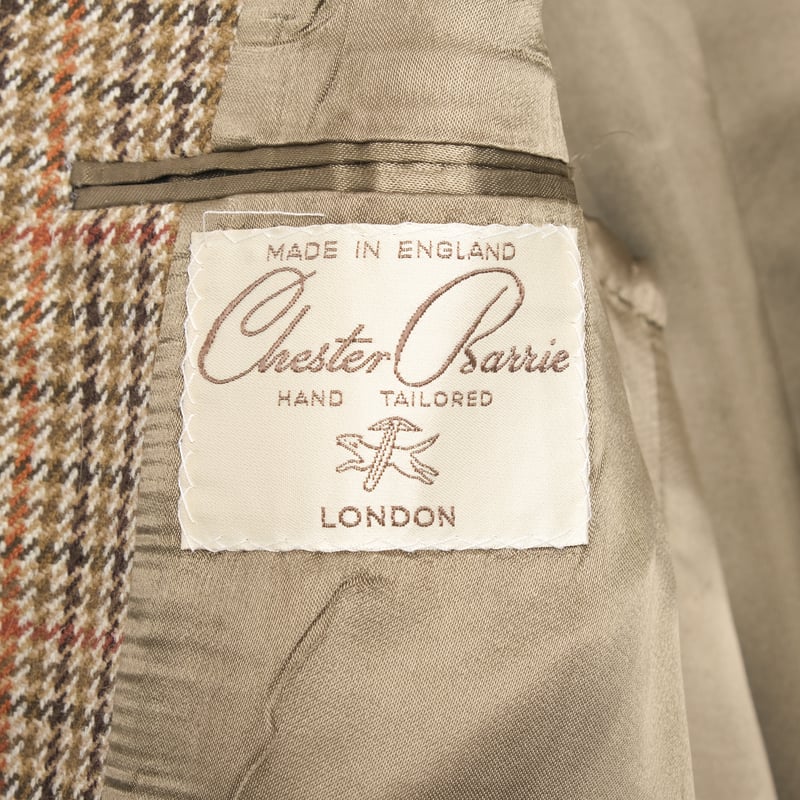 MADE IN ENGLAND
Chester Barrie
HAND TAILORED
LONDON